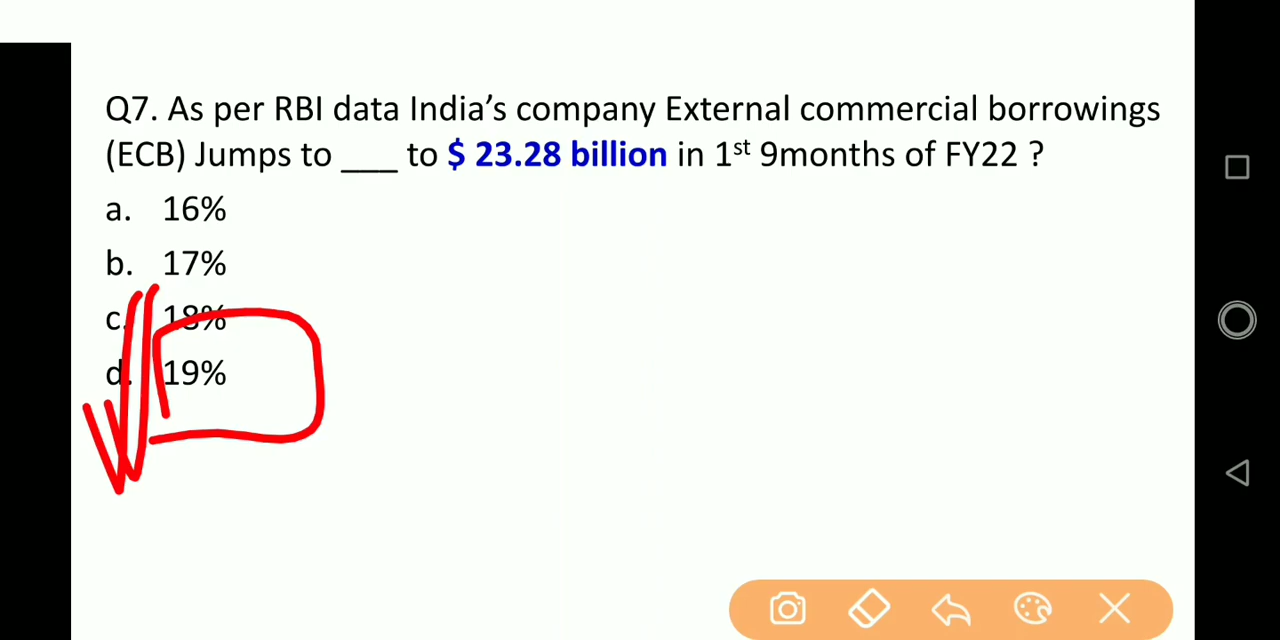 Q7. As per RBI data India’s company External commercial borrowings
(ECB) Jumps to ___ to $ 23.28 billion in 1st 9months of FY22 ?
a. 16%
b. 17%
c. 18%
d. 19%